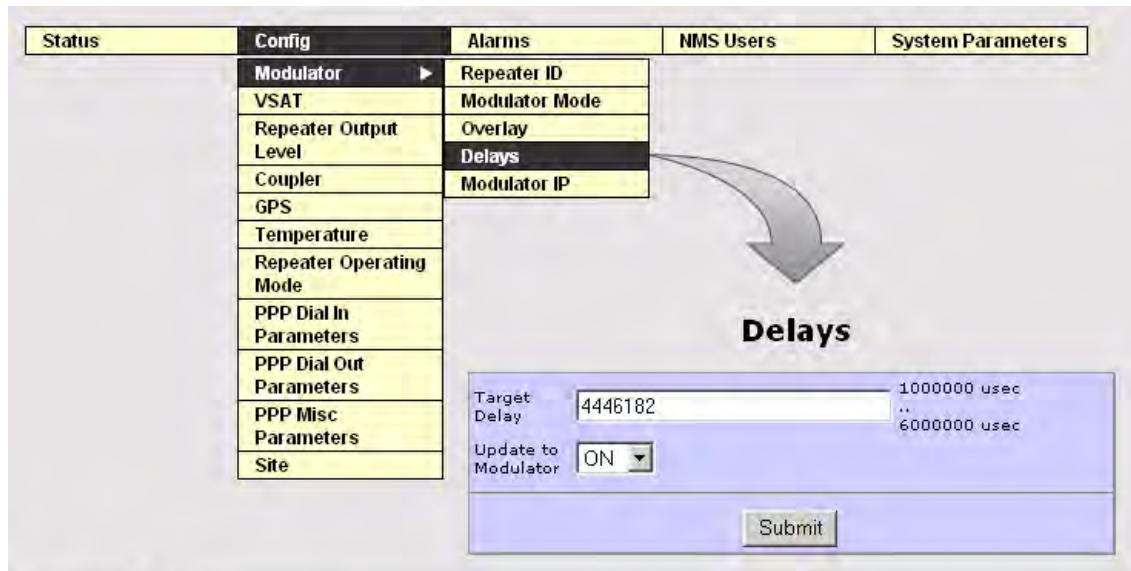 Status
Config
Alarms
NMS Users
System Parameters
Modulator
VSAT
Repeater Output
Level
Coupler
GPS
Temperature
Repeater Operating
Mode
PPP Dial In
Parameters
PPP Dial Out
Parameters
PPP Misc
Parameters
Site
Repeater ID
Modulator Mode
Overlay
Delays
Modulator IP
Delays
Target
Delay
4446182
1000000 usec
..
6000000 usec
Update to
Modulator
ON
Submit